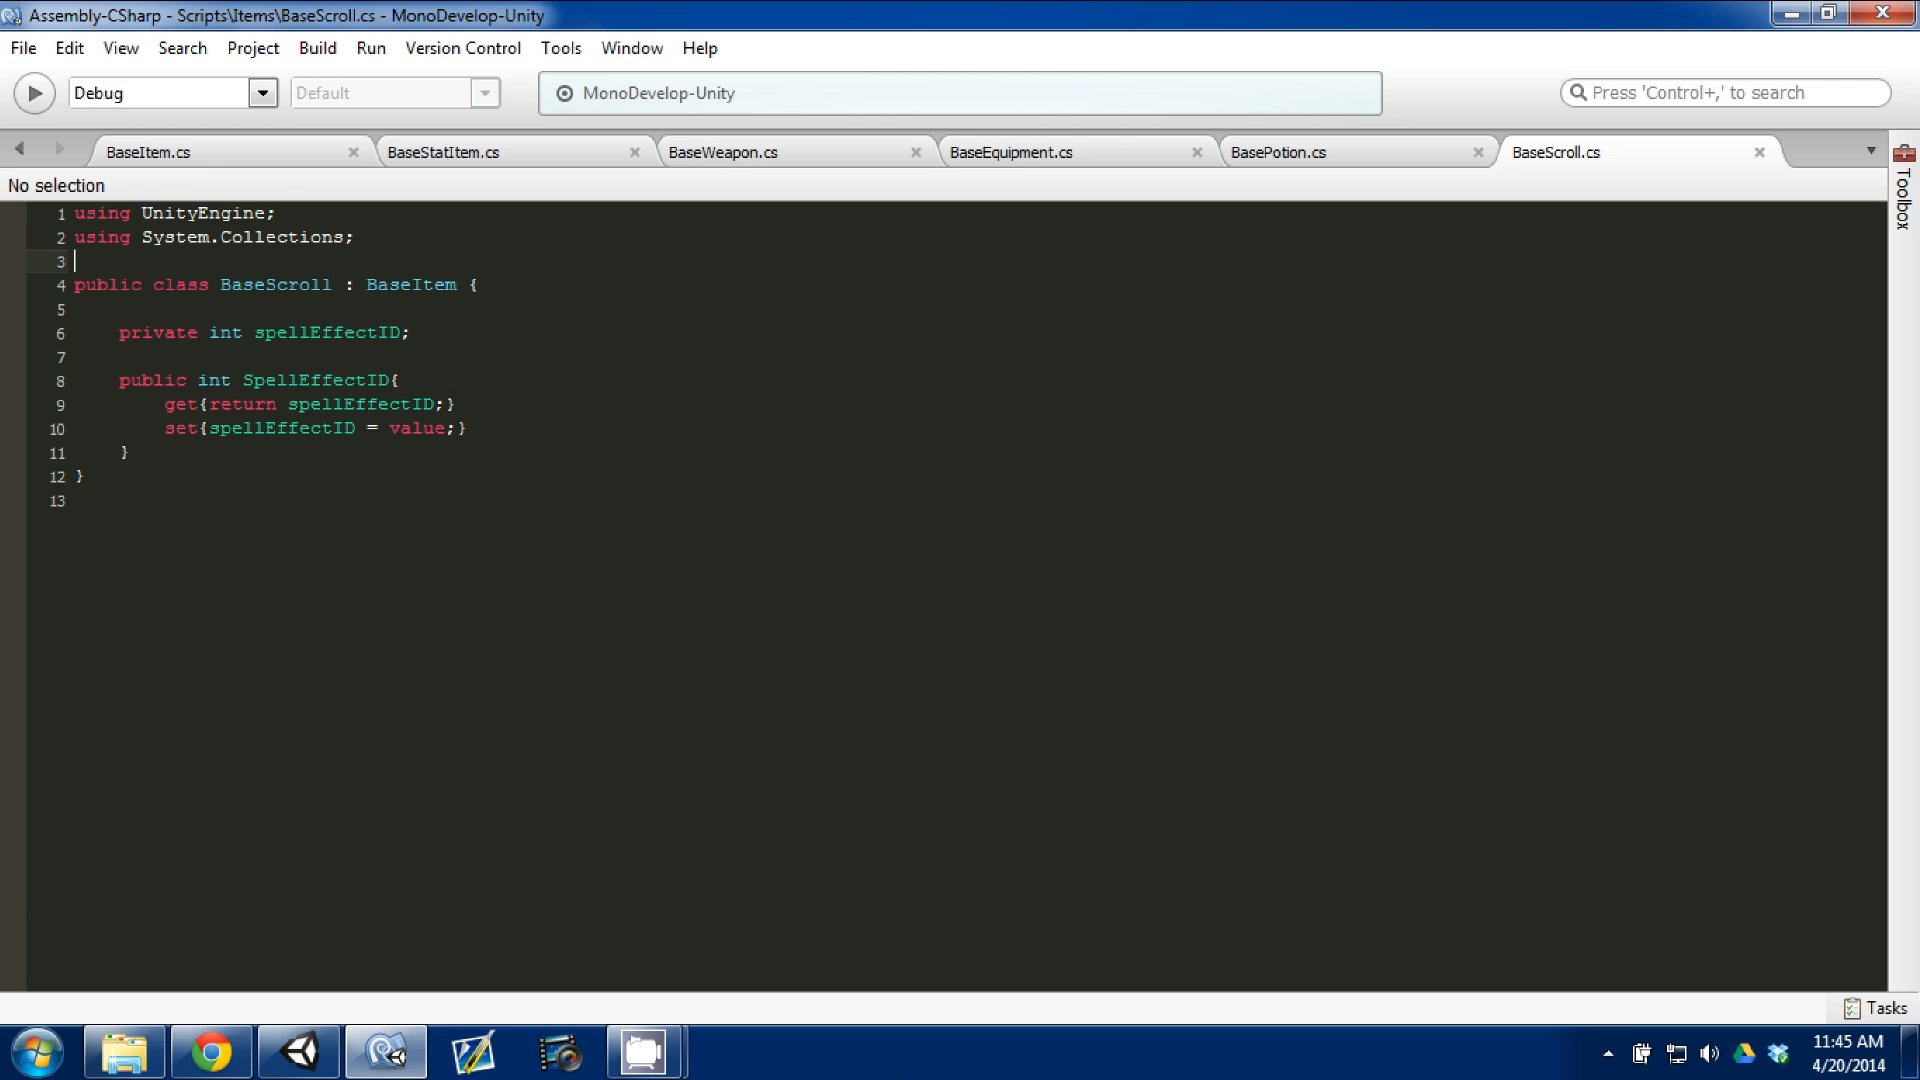 Assembly-CSharp - Scripts\Items\BaseScroll.cs - MonoDevelop-Unity
File Edit View Search Project Build Run Version Control Tools Window Help
Debug Default MonoDevelop-Unity Press 'Control+,' to search
BaseItem.cs BaseStatItem.cs BaseWeapon.cs BaseEquipment.cs BasePotion.cs BaseScroll.cs
Toolbox
No selection
1 using UnityEngine;
2 using System.Collections;
3
4 public class BaseScroll : BaseItem {
5
6 private int spellEffectID;
7
8 public int SpellEffectID{
9 get{return spellEffectID;}
10 set{spellEffectID = value;}
11 }
12 }
13
Tasks
11:45 AM
4/20/2014